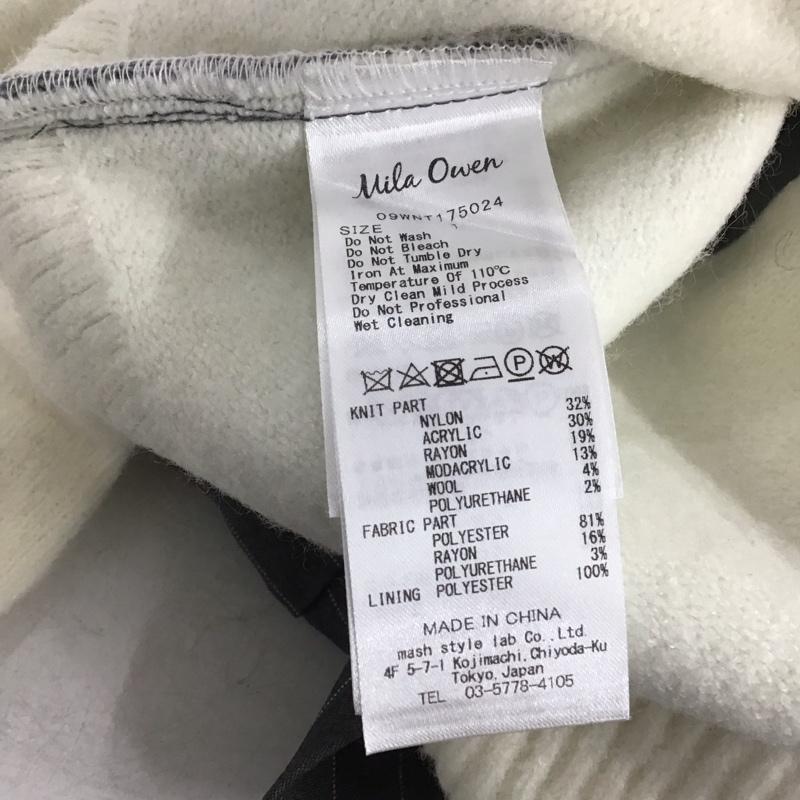 Mila Owen
09WNT175024
SIZE
Do Not Wash
Do Not Bleach
Do Not Tumble Dry
Iron At Maximum
Temperature Of 110℃
Dry Clean Mild Process
Do Not Professional
Wet Cleaning
P W
KNIT PART
NYLON 32%
ACRYLIC 30%
RAYON 19%
MODACRYLIC 13%
WOOL 4%
POLYURETHANE 2%
FABRIC PART
POLYESTER 81%
RAYON 16%
POLYURETHANE 3%
LINING POLYESTER 100%
MADE IN CHINA
mash style lab Co.,Ltd.
4F 5-7-1 Kojimachi,Chiyoda-Ku
Tokyo,Japan
TEL 03-5778-4105